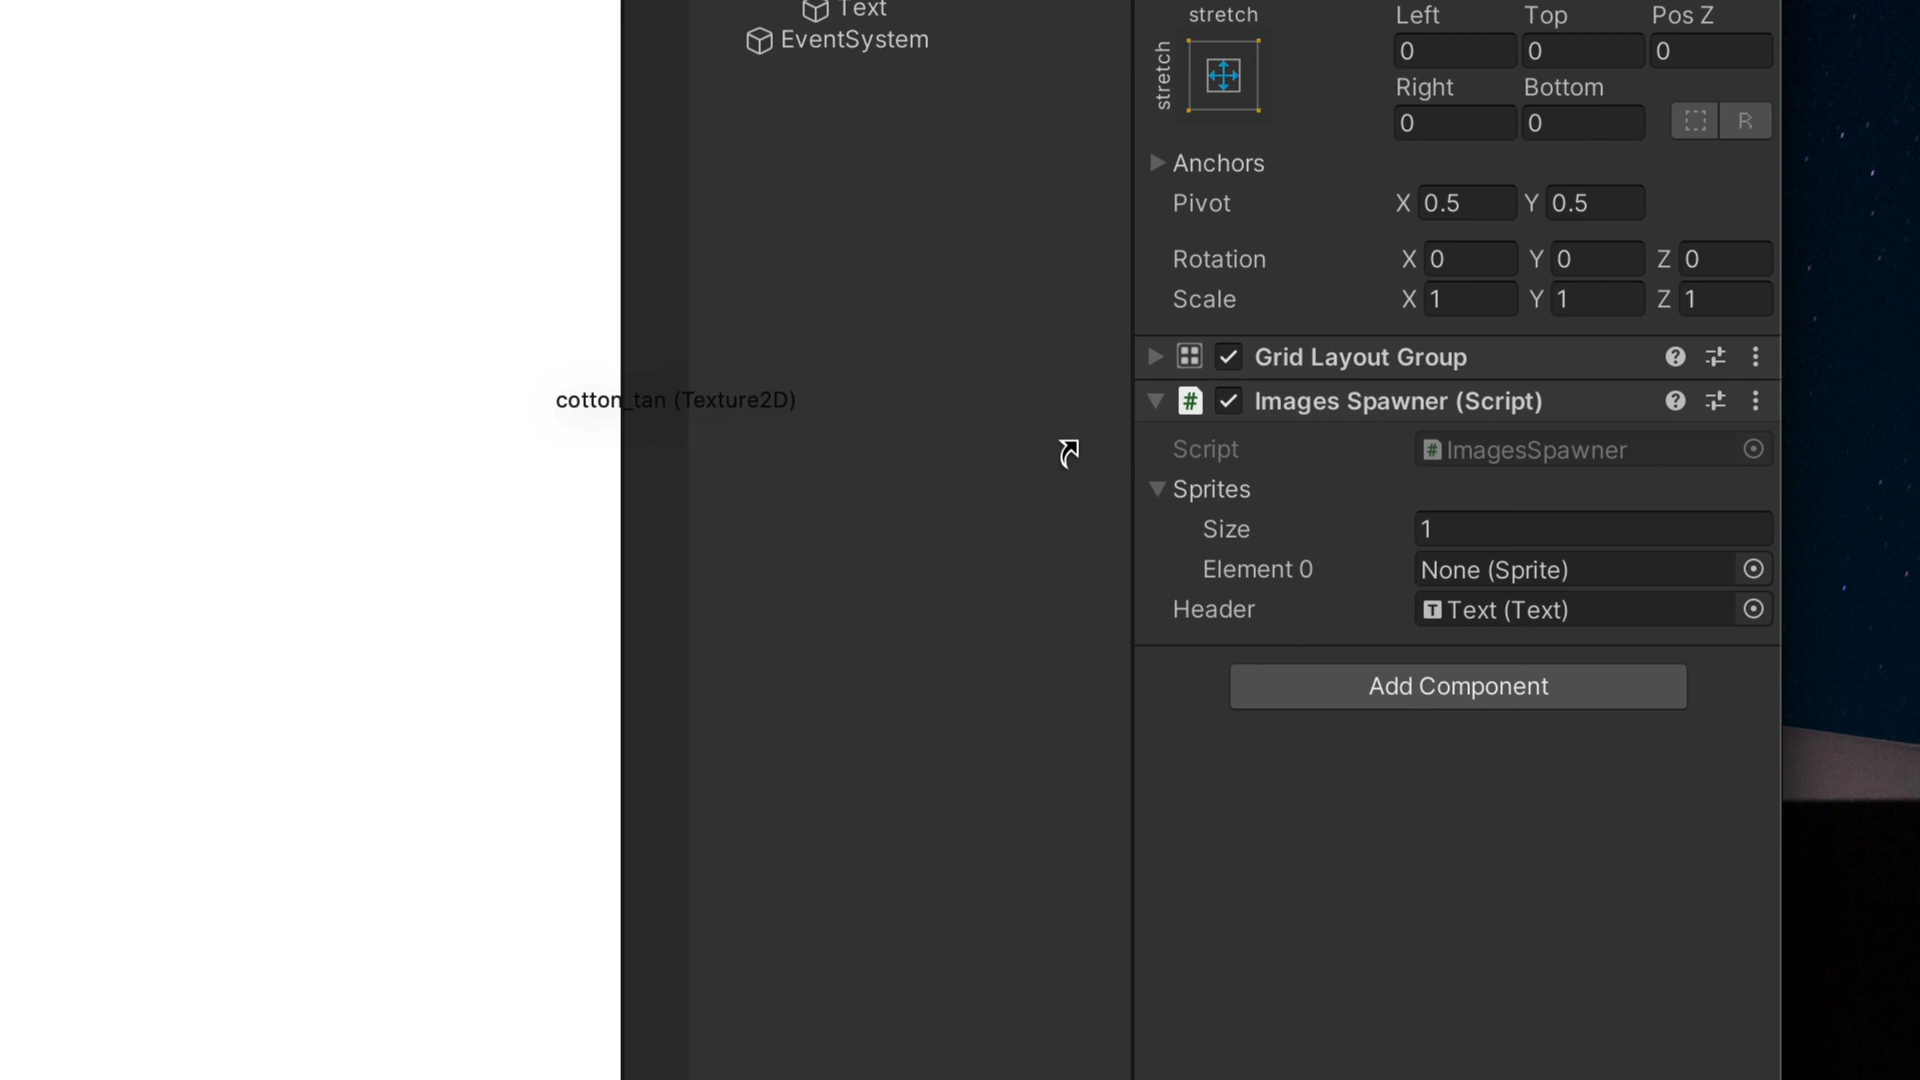 Text
EventSystem
cotton_tan (Texture2D)
stretch
stretch
Left Top Pos Z
0 0 0
Right Bottom
0 0 R
Anchors
Pivot X 0.5 Y 0.5
Rotation X 0 Y 0 Z 0
Scale X 1 Y 1 Z 1
Grid Layout Group
# Images Spawner (Script)
Script # ImagesSpawner
Sprites
Size 1
Element 0 None (Sprite)
Header T Text (Text)
Add Component